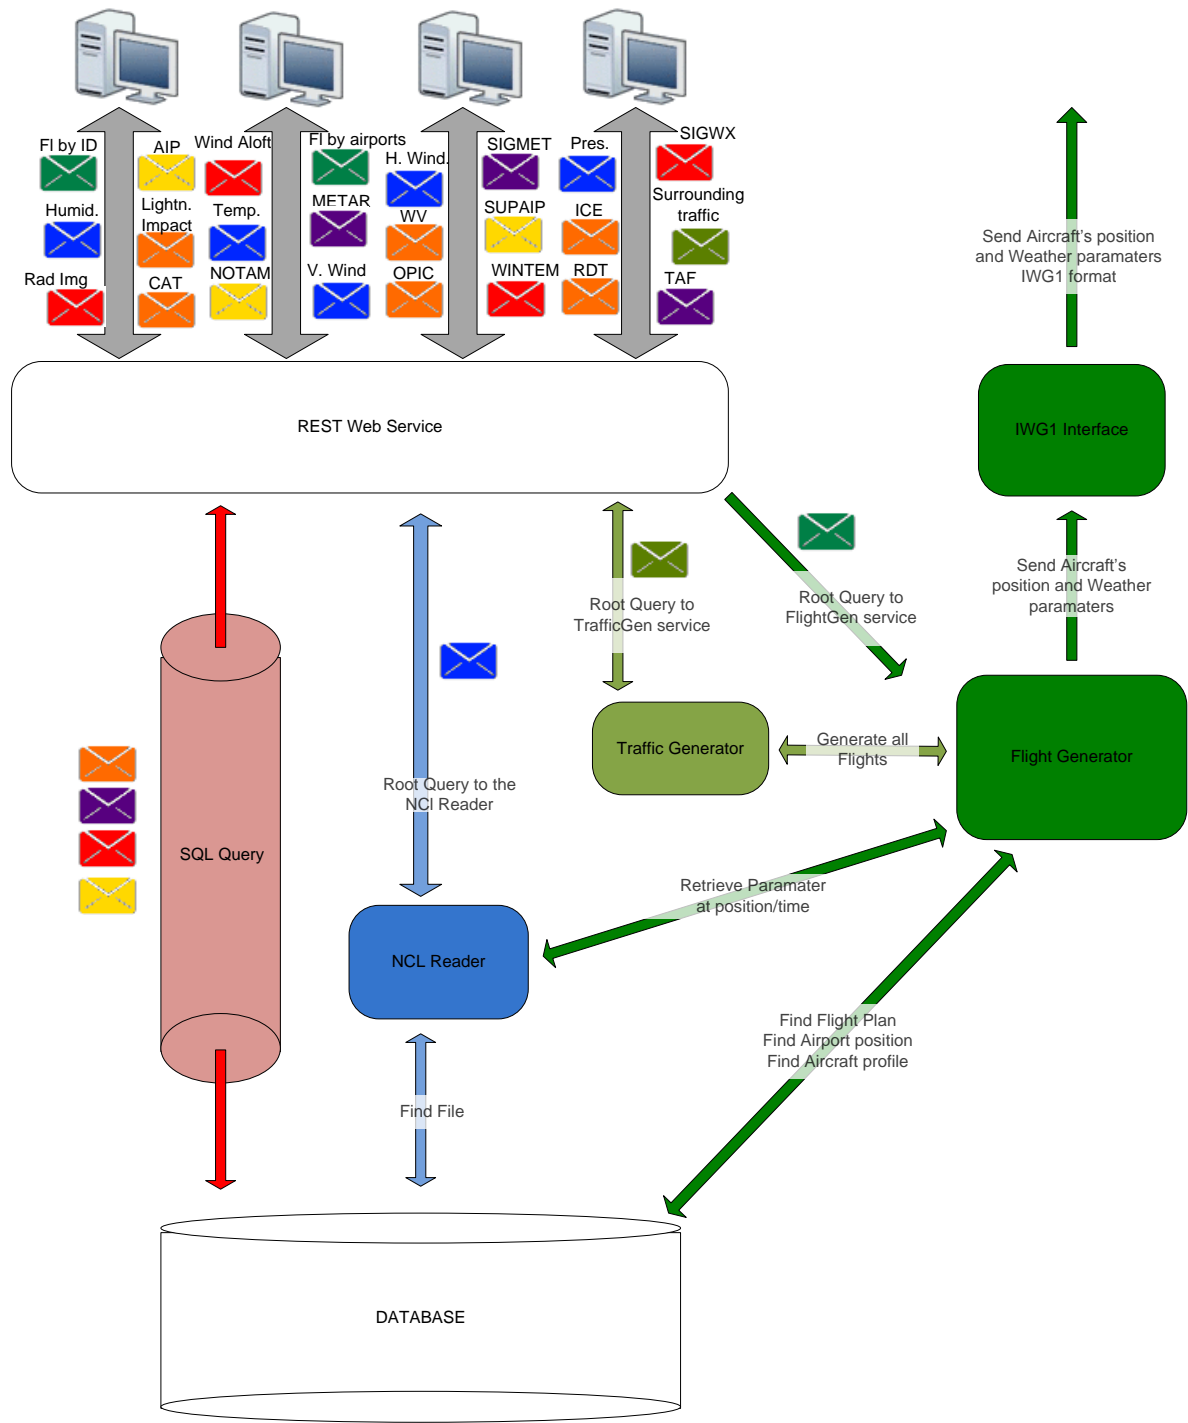 Fl by ID
AIP
Wind Aloft
Fl by airports
H. Wind.
SIGMET
Pres.
SIGWX
Humid.
Lightn.
Impact
Temp.
METAR
WV
SUPAIP
ICE
Surrounding
traffic
Rad Img
CAT
NOTAM
V. Wind
OPIC
WINTEM
RDT
TAF
Send Aircraft's position
and Weather paramaters
IWG1 format
REST Web Service
IWG1 Interface
Root Query to
TrafficGen service
Root Query to
FlightGen service
Send Aircraft's
position and Weather
paramaters
Traffic Generator
Generate all
Flights
Flight Generator
Root Query to the
NCl Reader
SQL Query
Retrieve Paramater
at position/time
NCL Reader
Find Flight Plan
Find Airport position
Find Aircraft profile
Find File
DATABASE